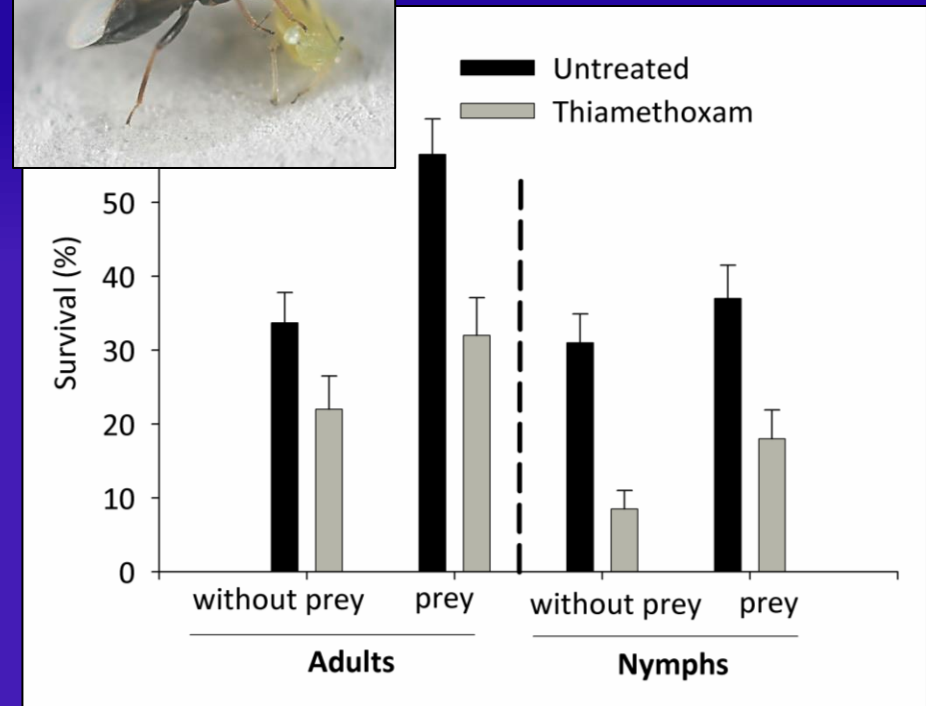 Untreated
Thiamethoxam
Survival (%)
50
40
30
20
10
0
without prey prey without prey prey
Adults Nymphs